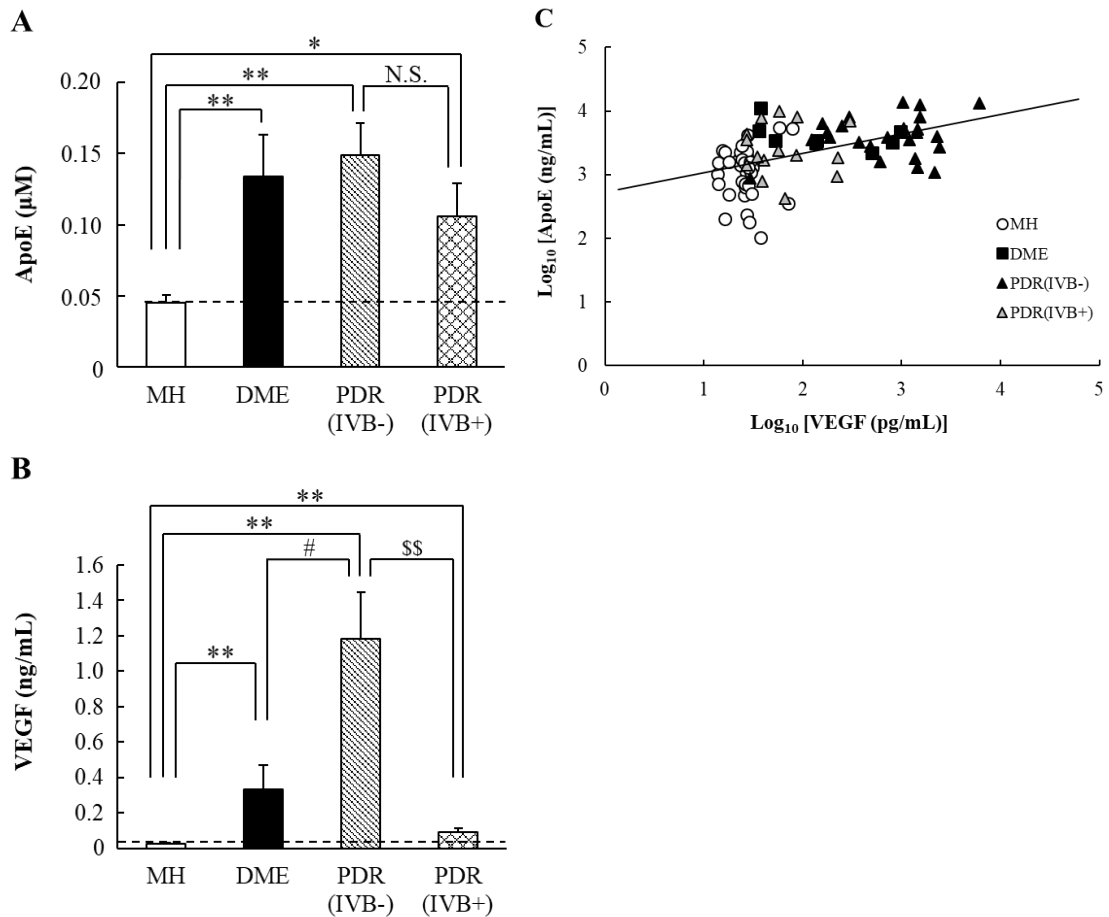 A
*
**
N.S.
**
0.20
0.15
0.10
0.05
0
ApoE (μM)
MH
DME
PDR
(IVB-)
PDR
(IVB+)
C
5
4
3
2
1
0
Log10 [ApoE (ng/mL)]
MH
DME
PDR(IVB-)
PDR(IVB+)
0
1
2
3
4
5
Log10 [VEGF (pg/mL)]
B
**
**
#
$$
**
1.6
1.4
1.2
1.0
0.8
0.6
0.4
0.2
0
VEGF (ng/mL)
MH
DME
PDR
(IVB-)
PDR
(IVB+)